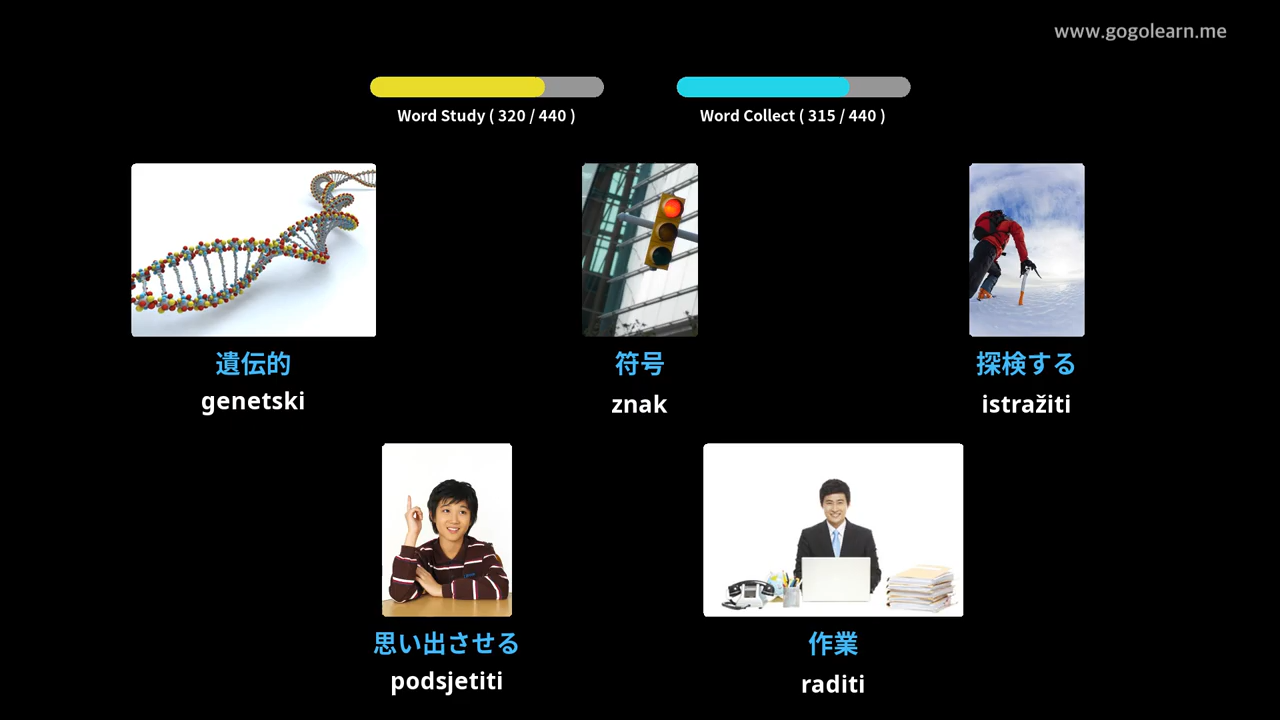 www.gogolearn.me
Word Study ( 320 / 440 )
Word Collect ( 315 / 440 )
遺伝的
genetski
符号
znak
探検する
istražiti
思い出させる
podsjetiti
作業
raditi